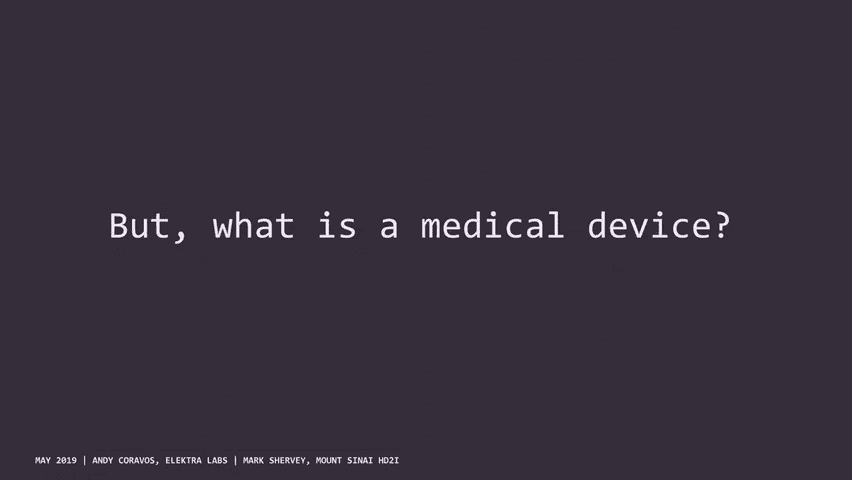 But, what is a medical device?
MAY 2019 | ANDY CORAVOS, ELEKTRA LABS | MARK SHERVEY, MOUNT SINAI HD2I